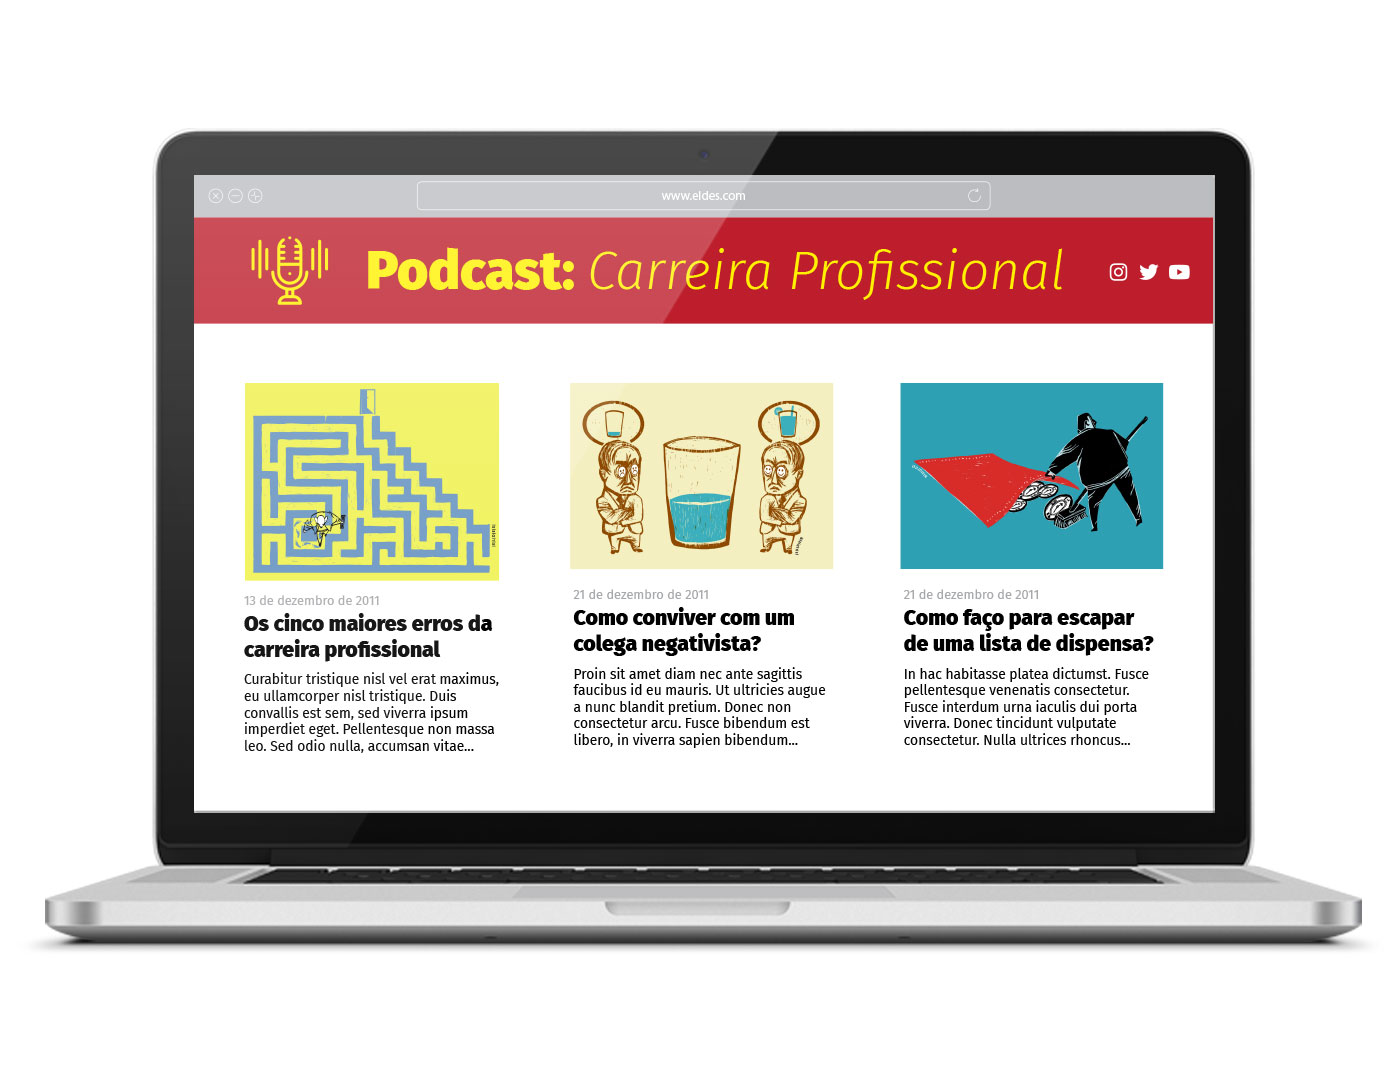 www.eldes.com
Podcast: Carreira Profissional
13 de dezembro de 2011
Os cinco maiores erros da
carreira profissional
Curabitur tristique nisl vel erat maximus,
eu ullamcorper nisl tristique. Duis
convallis est sem, sed viverra ipsum
imperdiet eget. Pellentesque non massa
leo. Sed odio nulla, accumsan vitae...
21 de dezembro de 2011
Como conviver com um
colega negativista?
Proin sit amet diam nec ante sagittis
faucibus id eu mauris. Ut ultricies augue
a nunc blandit pretium. Donec non
consectetur arcu. Fusce bibendum est
libero, in viverra sapien bibendum...
21 de dezembro de 2011
Como faço para escapar
de uma lista de dispensa?
In hac habitasse platea dictumst. Fusce
pellentesque venenatis consectetur.
Fusce interdum urna iaculis dui porta
viverra. Donec tincidunt vulputate
consectetur. Nulla ultrices rhoncus...